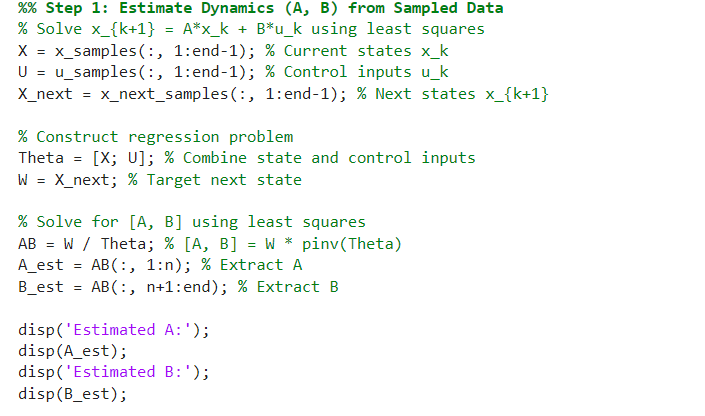 %% Step 1: Estimate Dynamics (A, B) from Sampled Data
% Solve x_{k+1} = A*x_k + B*u_k using least squares
X = x_samples(:, 1:end-1); % Current states x_k
U = u_samples(:, 1:end-1); % Control inputs u_k
X_next = x_next_samples(:, 1:end-1); % Next states x_{k+1}
% Construct regression problem
Theta = [X; U]; % Combine state and control inputs
W = X_next; % Target next state
% Solve for [A, B] using least squares
AB = W / Theta; % [A, B] = W * pinv(Theta)
A_est = AB(:, 1:n); % Extract A
B_est = AB(:, n+1:end); % Extract B
disp('Estimated A:');
disp(A_est);
disp('Estimated B:');
disp(B_est);